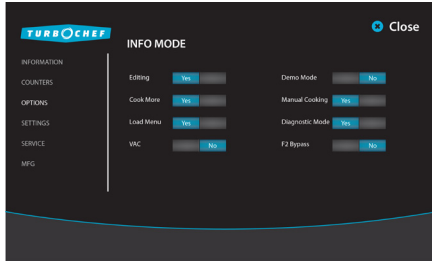 TURBOCHEF
Close
INFO MODE
INFORMATION
COUNTERS
OPTIONS
SETTINGS
SERVICE
MFG
Editing Yes
Cook More Yes
Load Menu Yes
VAC No
Demo Mode No
Manual Cooking Yes
Diagnostic Mode Yes
F2 Bypass No